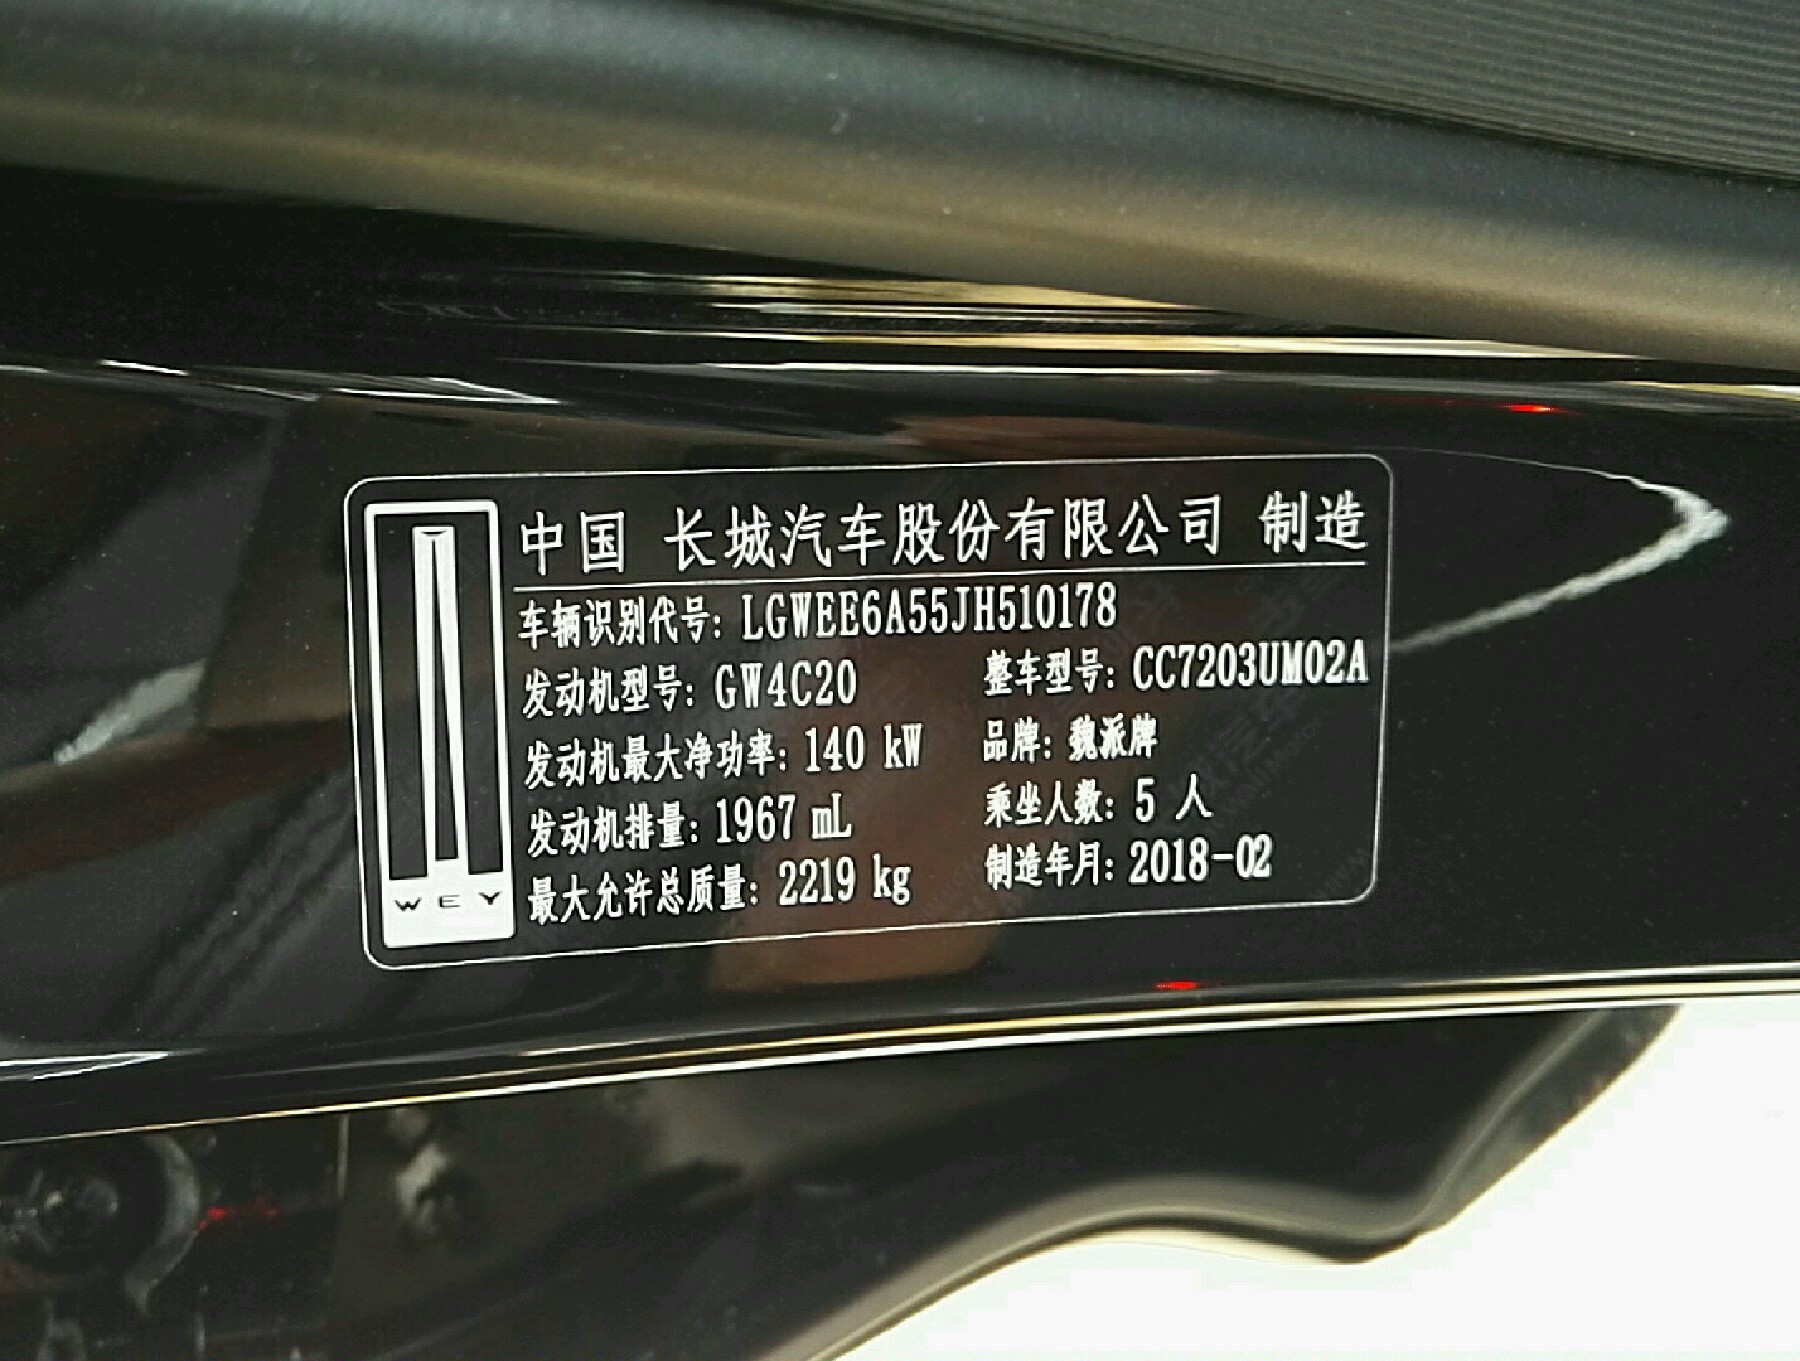 中国 长城汽车股份有限公司 制造
车辆识别代号: LGWEE6A55JH510178
发动机型号: GW4C20 整车型号: CC7203UM02A
发动机最大净功率: 140 kW 品牌: 魏派牌
发动机排量: 1967 mL 乘坐人数: 5 人
最大允许总质量: 2219 kg 制造年月: 2018-02
WEY